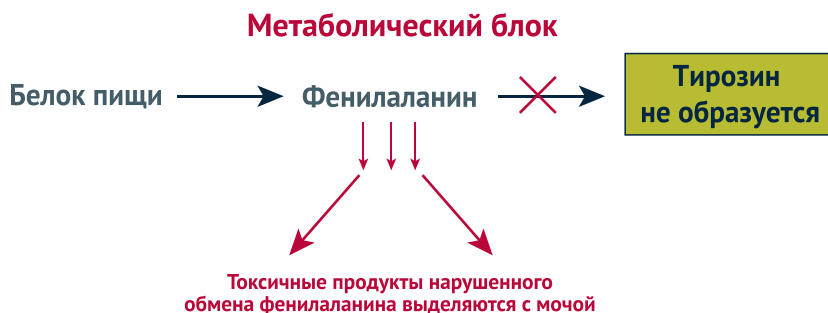 Метаболический блок
Белок пищи
Фенилаланин
Тирозин
не образуется
Токсичные продукты нарушенного
обмена фенилаланина выделяются с мочой